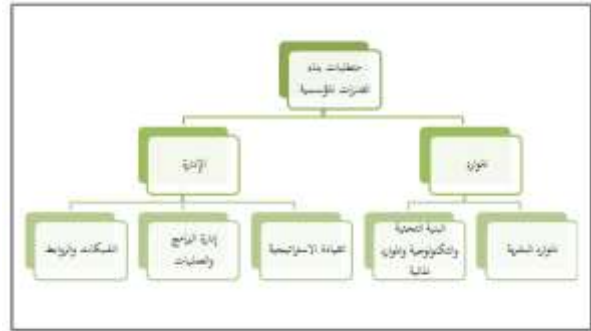 متطلبات بناء
القدرات المؤسسية
الموارد
الإدارة
الموارد البشرية
البنية التحتية
والتكنولوجية والموارد
المالية
القيادة الاستراتيجية
إدارة البرامج
والعمليات
الشبكات والروابط